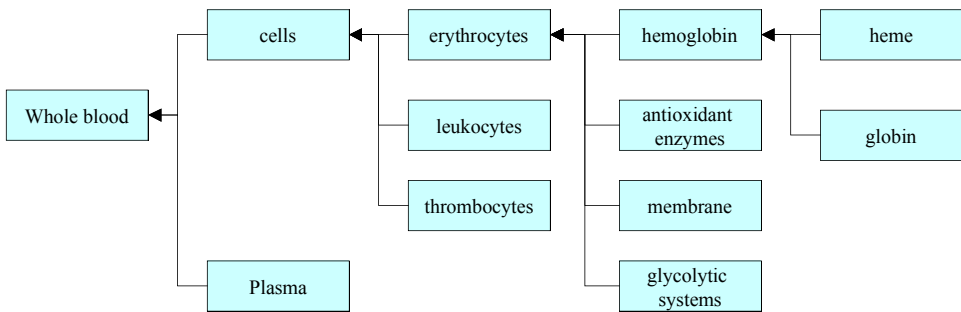 cells
erythrocytes
hemoglobin
heme
Whole blood
leukocytes
antioxidant
enzymes
globin
thrombocytes
membrane
Plasma
glycolytic
systems